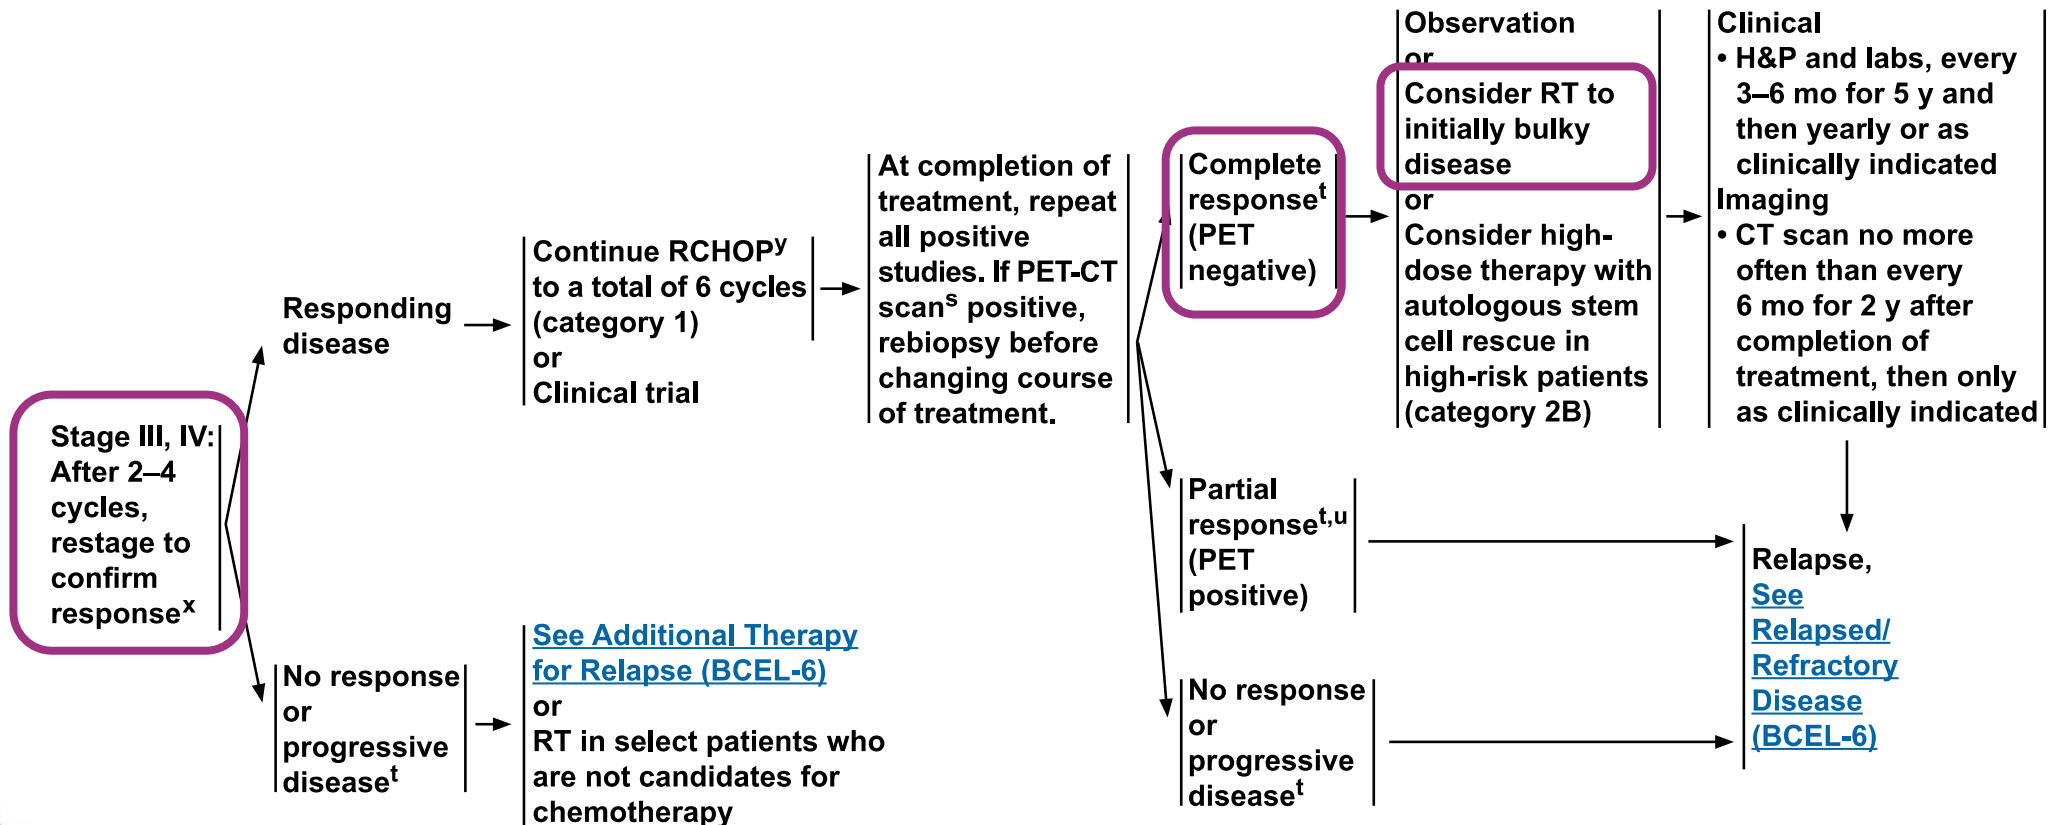 Stage III, IV:
After 2–4
cycles,
restage to
confirm
responseˣ
Responding
disease
No response
or
progressive
diseaseᵗ
Continue RCHOPʸ
to a total of 6 cycles
(category 1)
or
Clinical trial
See Additional Therapy
for Relapse (BCEL-6)
or
RT in select patients who
are not candidates for
chemotherapy
At completion of
treatment, repeat
all positive
studies. If PET-CT
scanˢ positive,
rebiopsy before
changing course
of treatment.
Complete
responseᵗ
(PET
negative)
Partial
responseᵗ,ᵘ
(PET
positive)
No response
or
progressive
diseaseᵗ
Observation
or
Consider RT to
initially bulky
disease
or
Consider high-
dose therapy with
autologous stem
cell rescue in
high-risk patients
(category 2B)
Clinical
• H&P and labs, every
3–6 mo for 5 y and
then yearly or as
clinically indicated
Imaging
• CT scan no more
often than every
6 mo for 2 y after
completion of
treatment, then only
as clinically indicated
Relapse,
See
Relapsed/
Refractory
Disease
(BCEL-6)